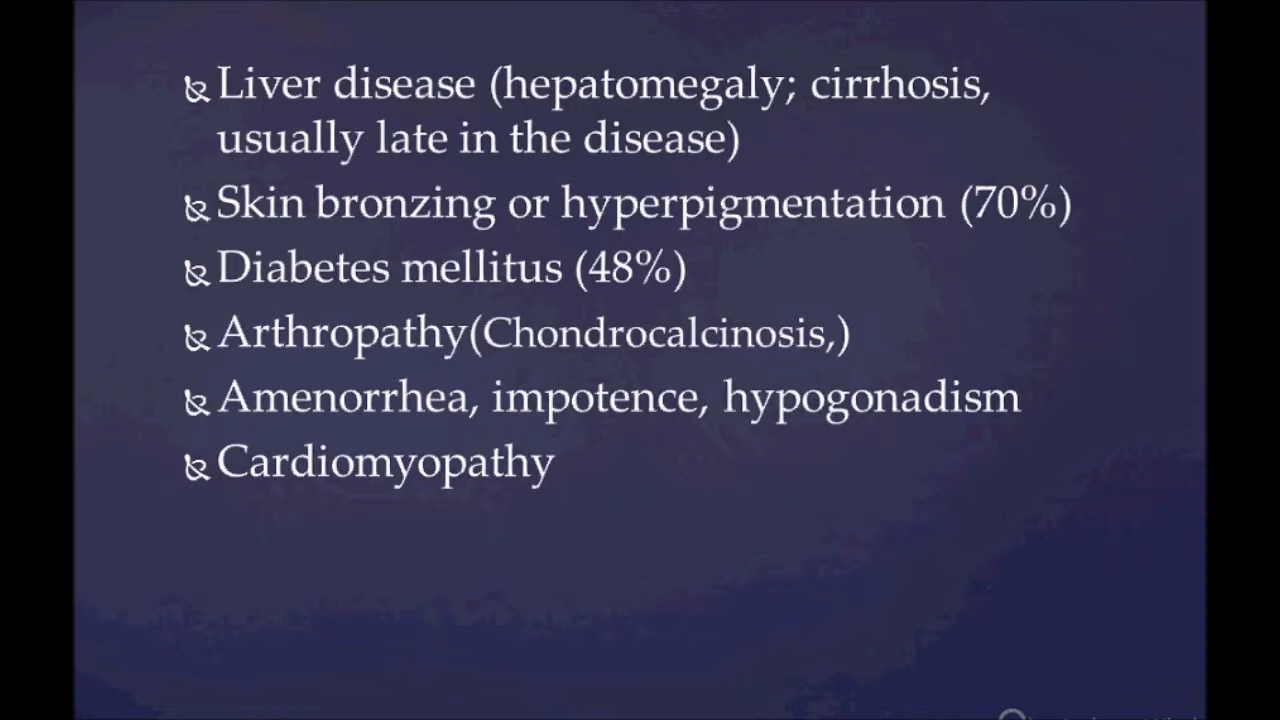 Liver disease (hepatomegaly; cirrhosis,
usually late in the disease)
Skin bronzing or hyperpigmentation (70%)
Diabetes mellitus (48%)
Arthropathy(Chondrocalcinosis,)
Amenorrhea, impotence, hypogonadism
Cardiomyopathy